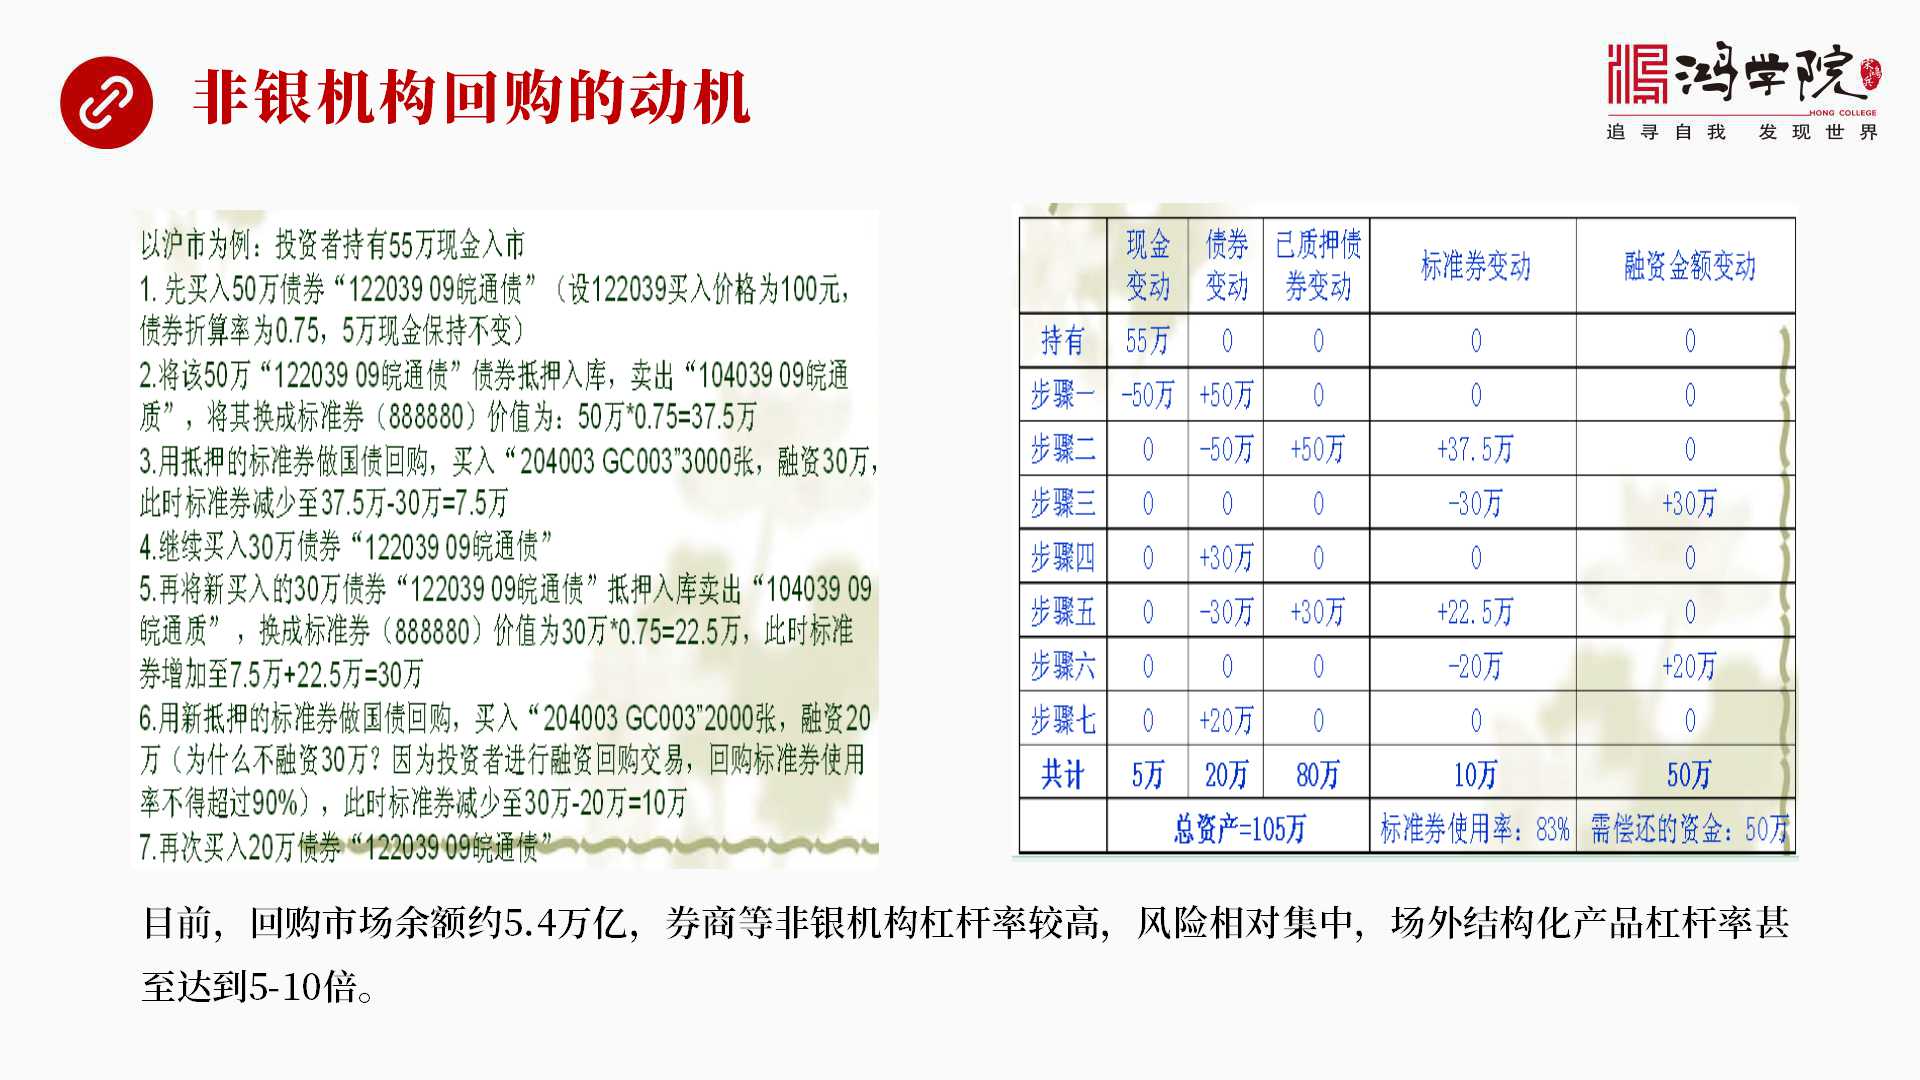 非银机构回购的动机
鸿学院
宋鸿兵
HONG COLLEGE
追寻自我 发现世界
以沪市为例：投资者持有55万现金入市
1. 先买入50万债券“122039 09皖通债”（设122039买入价格为100元，
债券折算率为0.75，5万现金保持不变）
2.将该50万“122039 09皖通债”债券抵押入库，卖出“104039 09皖通
质”，将其换成标准券（888880）价值为：50万*0.75=37.5万
3.用抵押的标准券做国债回购，买入“204003 GC003”3000张，融资30万，
此时标准券减少至37.5万-30万=7.5万
4.继续买入30万债券“122039 09皖通债”
5.再将新买入的30万债券“122039 09皖通债”抵押入库卖出“104039 09
皖通质”，换成标准券（888880）价值为30万*0.75=22.5万，此时标准
券增加至7.5万+22.5万=30万
6.用新抵押的标准券做国债回购，买入“204003 GC003”2000张，融资20
万（为什么不融资30万？因为投资者进行融资回购交易，回购标准券使用
率不得超过90%），此时标准券减少至30万-20万=10万
7.再次买入20万债券“122039 09皖通债”
现金变动 债券变动 已质押债券变动 标准券变动 融资金额变动
持有 55万 0 0 0 0
步骤一 -50万 +50万 0 0 0
步骤二 0 -50万 +50万 +37.5万 0
步骤三 0 0 0 -30万 +30万
步骤四 0 +30万 0 0 0
步骤五 0 -30万 +30万 +22.5万 0
步骤六 0 0 0 -20万 +20万
步骤七 0 +20万 0 0 0
共计 5万 20万 80万 10万 50万
总资产=105万 标准券使用率：83% 需偿还的资金：50万
目前，回购市场余额约5.4万亿，券商等非银机构杠杆率较高，风险相对集中，场外结构化产品杠杆率甚
至达到5-10倍。